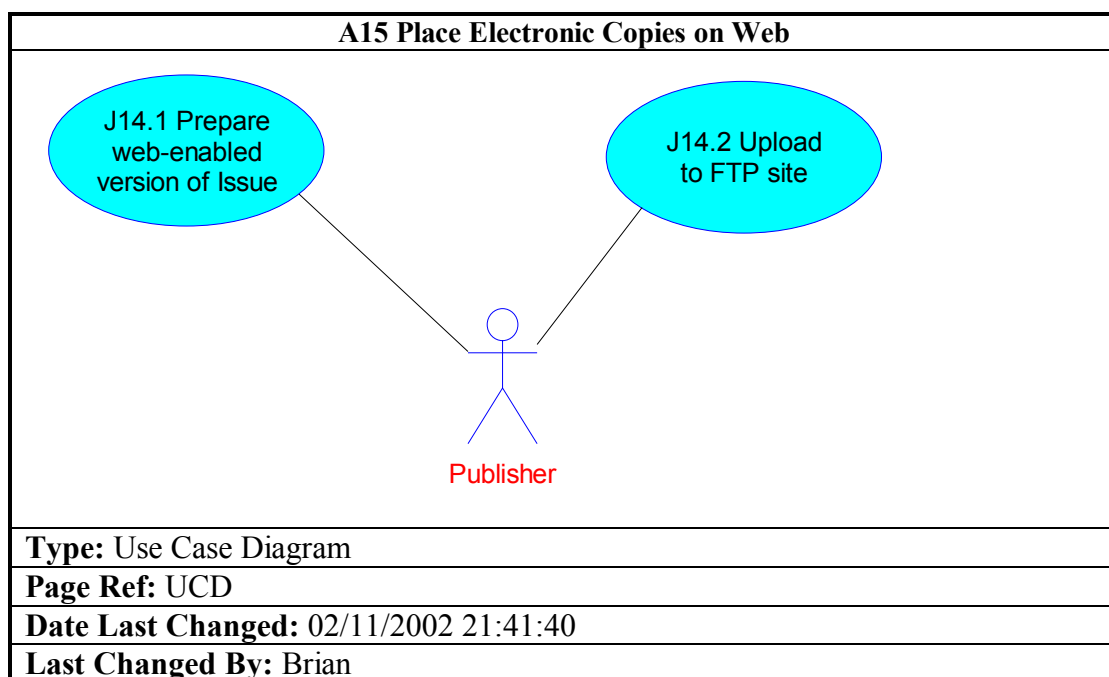 A15 Place Electronic Copies on Web
J14.1 Prepare
web-enabled
version of Issue
J14.2 Upload
to FTP site
Publisher
Type: Use Case Diagram
Page Ref: UCD
Date Last Changed: 02/11/2002 21:41:40
Last Changed By: Brian